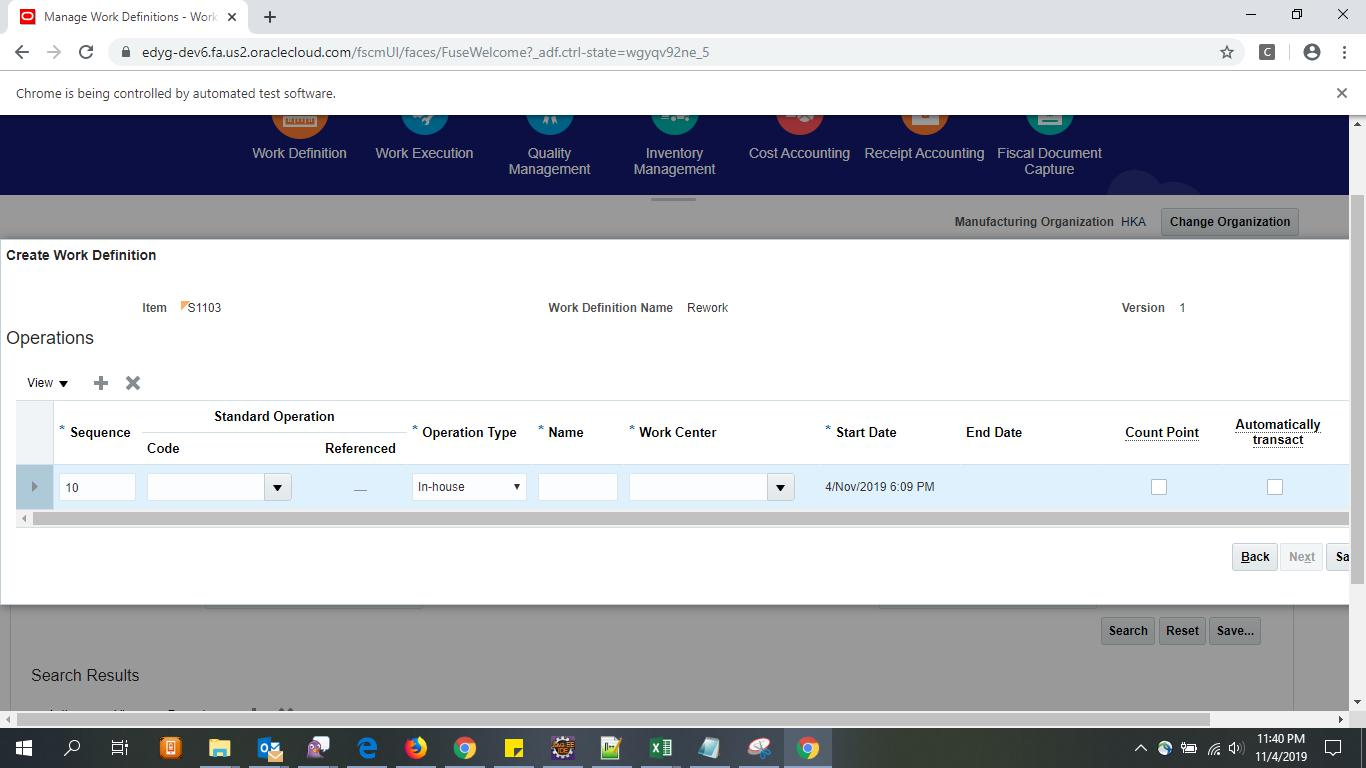 Manage Work Definitions - Work
edyg-dev6.fa.us2.oraclecloud.com/fscmUI/faces/FuseWelcome?_adf.ctrl-state=wgyqv92ne_5
C
Chrome is being controlled by automated test software.
Work Definition
Work Execution
Quality
Management
Inventory
Management
Cost Accounting
Receipt Accounting
Fiscal Document
Capture
Manufacturing Organization HKA Change Organization
Create Work Definition
Item S1103 Work Definition Name Rework Version 1
Operations
View
Standard Operation
* Sequence Code Referenced * Operation Type * Name * Work Center * Start Date End Date Count Point Automatically
transact
10 — In-house 4/Nov/2019 6:09 PM
Back Next Sa
Search Reset Save...
Search Results
11:40 PM
11/4/2019